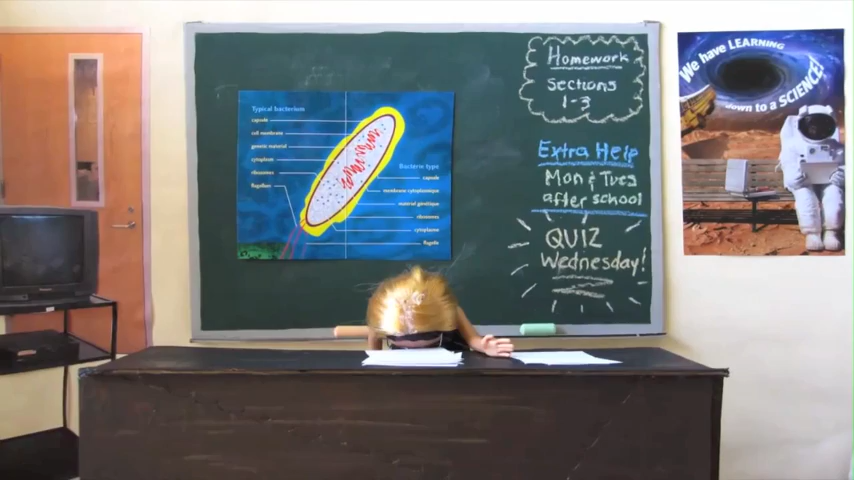 Typical bacterium
capsule
cell membrane
genetic material
cytoplasm
ribosomes
flagellum
Bacterie type
capsule
membrane cytoplasmique
materiel génétique
ribosomes
cytoplasme
flagelle
Homework
Sections
1-3
Extra Help
Mon & Tues
after school
QUIZ
Wednesday!
We have LEARNING
down to a SCIENCE!